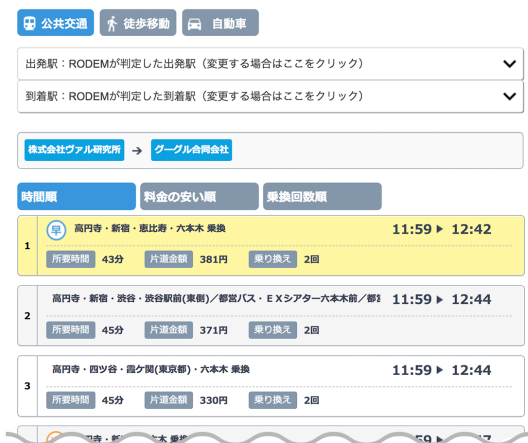 公共交通 徒歩移動 自動車
出発駅：RODEMが判定した出発駅（変更する場合はここをクリック）
到着駅：RODEMが判定した到着駅（変更する場合はここをクリック）
株式会社ヴァル研究所 → グーグル合同会社
時間順 料金の安い順 乗換回数順
1 早 高円寺・新宿・恵比寿・六本木 乗換 11:59 ▶ 12:42
所要時間 43分 片道金額 381円 乗り換え 2回
2 高円寺・新宿・渋谷・渋谷駅前(東側)／都営バス・ＥＸシアター六本木前／都 11:59 ▶ 12:44
所要時間 45分 片道金額 371円 乗り換え 2回
3 高円寺・四ツ谷・霞ケ関(東京都)・六本木 乗換 11:59 ▶ 12:44
所要時間 45分 片道金額 330円 乗り換え 2回